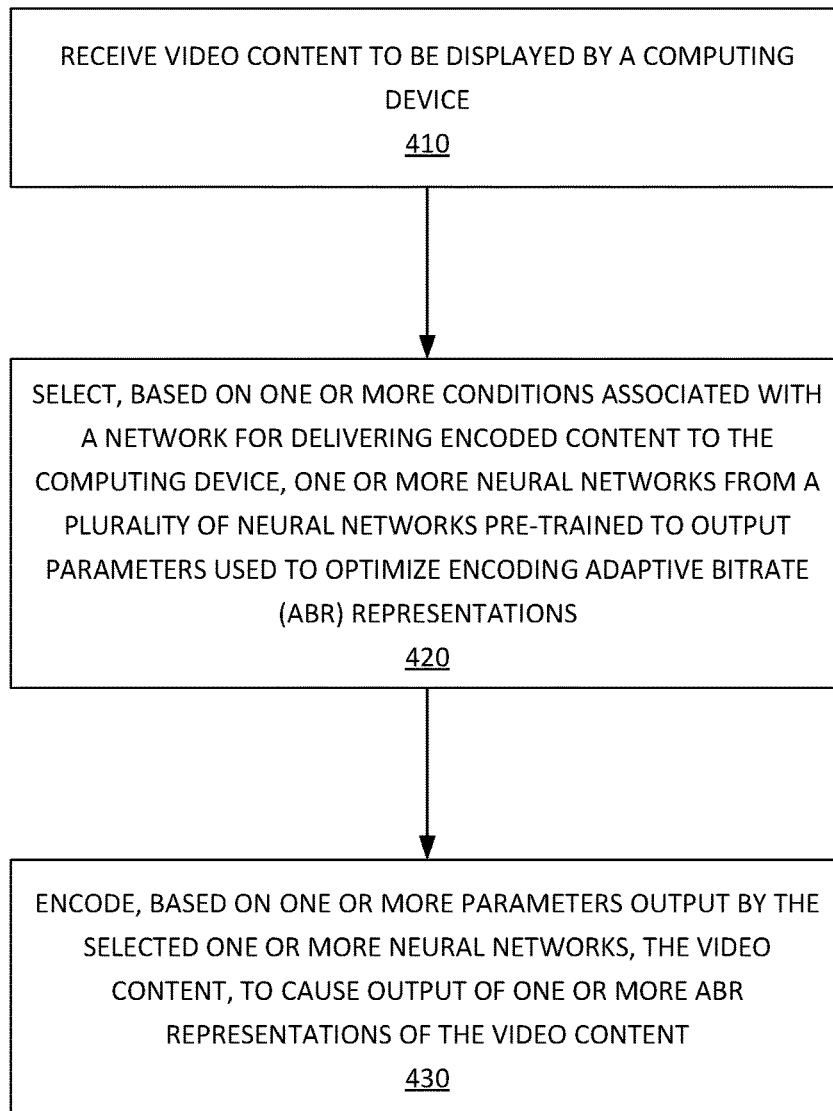 RECEIVE VIDEO CONTENT TO BE DISPLAYED BY A COMPUTING
DEVICE
410
SELECT, BASED ON ONE OR MORE CONDITIONS ASSOCIATED WITH
A NETWORK FOR DELIVERING ENCODED CONTENT TO THE
COMPUTING DEVICE, ONE OR MORE NEURAL NETWORKS FROM A
PLURALITY OF NEURAL NETWORKS PRE-TRAINED TO OUTPUT
PARAMETERS USED TO OPTIMIZE ENCODING ADAPTIVE BITRATE
(ABR) REPRESENTATIONS
420
ENCODE, BASED ON ONE OR MORE PARAMETERS OUTPUT BY THE
SELECTED ONE OR MORE NEURAL NETWORKS, THE VIDEO
CONTENT, TO CAUSE OUTPUT OF ONE OR MORE ABR
REPRESENTATIONS OF THE VIDEO CONTENT
430